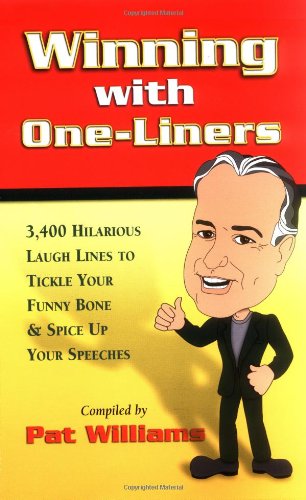 Winning
with
One-Liners
3,400 Hilarious
Laugh Lines to
Tickle Your
Funny Bone
& Spice Up
Your Speeches
Compiled by
Pat Williams